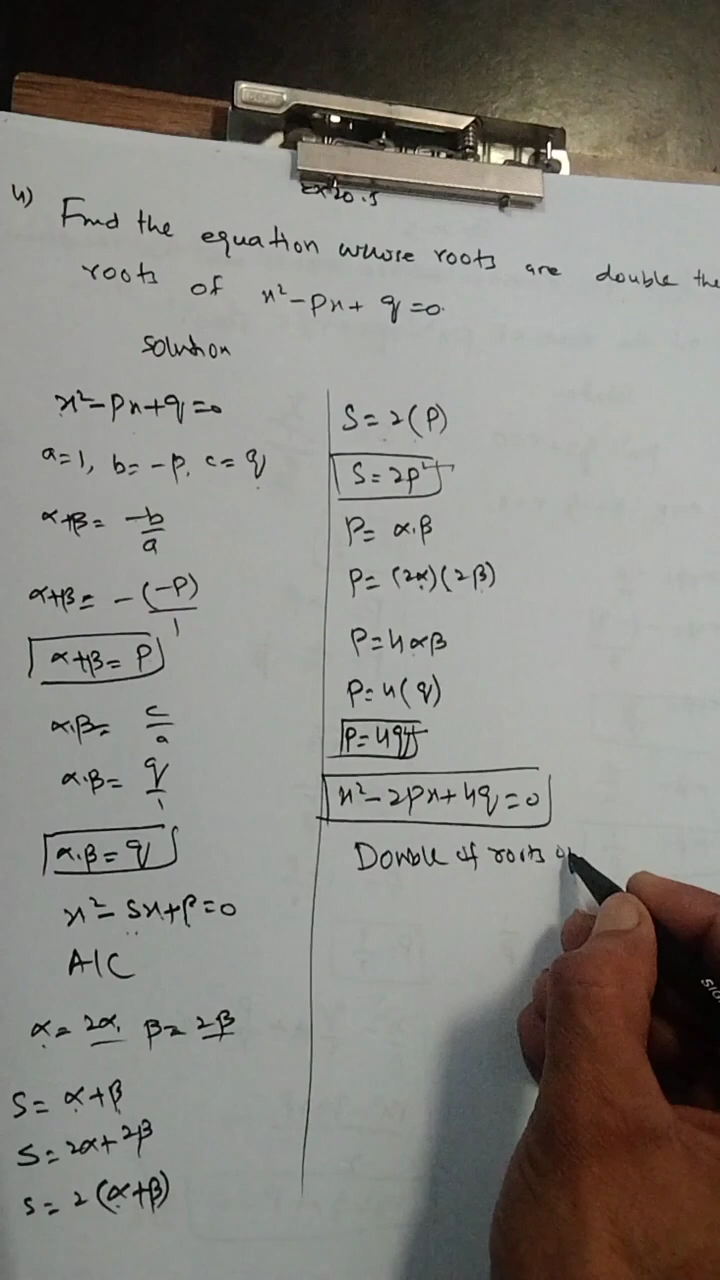 Ex 20.5
4) Find the equation whose roots are double the
roots of x²-px+q=0.
solution
x²-px+q=0
a=1, b=-p, c=q
α+β= -b/a
α+β= -(-p)/1
α+β= p
α.β= c/a
α.β= q/1
α.β=q
x²-sx+p=0
A/C
α=2α, β=2β
S=α+β
S=2α+2β
S=2(α+β)
S=2(p)
S=2p
P=α.β
P=(2α)(2β)
P=4αβ
P=4(q)
P=4q
x²-2px+4q=0
Double of roots